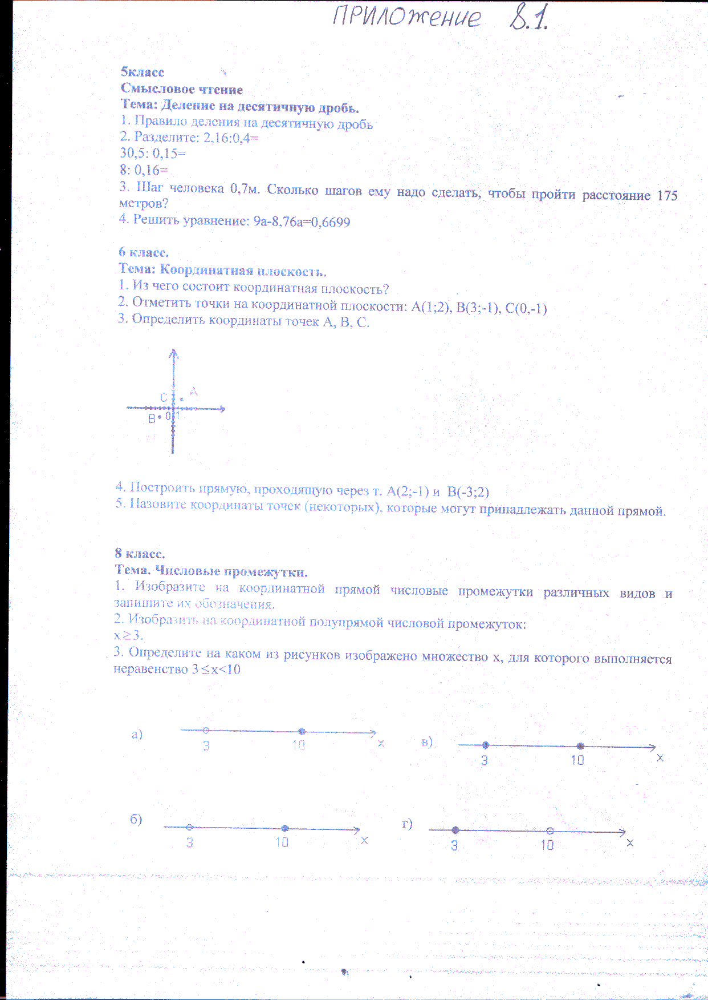 ПРИЛОжение 8.1.
5класс
Смысловое чтение
Тема: Деление на десятичную дробь.
1. Правило деления на десятичную дробь
2. Разделите: 2,16:0,4=
30,5: 0,15=
8: 0,16=
3. Шаг человека 0,7м. Сколько шагов ему надо сделать, чтобы пройти расстояние 175
метров?
4. Решить уравнение: 9а-8,76а=0,6699
6 класс.
Тема: Координатная плоскость.
1. Из чего состоит координатная плоскость?
2. Отметить точки на координатной плоскости: А(1;2), В(3;-1), С(0,-1)
3. Определить координаты точек А, В, С.
C A
B 0 1
4. Построить прямую, проходящую через т. А(2;-1) и В(-3;2)
5. Назовите координаты точек (некоторых), которые могут принадлежать данной прямой.
8 класс.
Тема. Числовые промежутки.
1. Изобразите на координатной прямой числовые промежутки различных видов и
запишите их обозначения.
2. Изобразить на координатной полупрямой числовой промежуток:
х≥3.
3. Определите на каком из рисунков изображено множество х, для которого выполняется
неравенство 3≤х<10
а) 3 10 x
в) 3 10 x
б) 3 10 x
г) 3 10 x